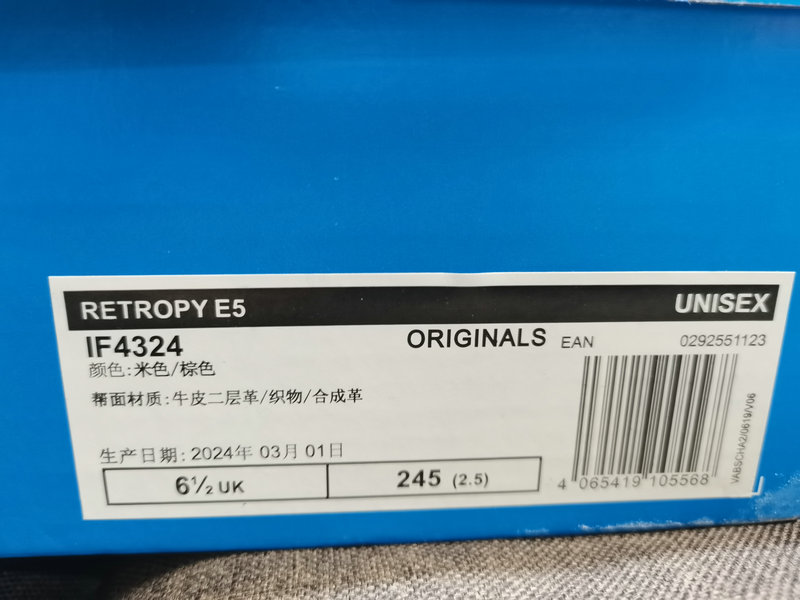 RETROPY E5 UNISEX
IF4324 ORIGINALS EAN 0292551123
颜色:米色/棕色
帮面材质:牛皮二层革/织物/合成革
生产日期: 2024年 03月 01日
6½ UK 245 (2.5)
4 065419 105568
VABSCHA2/0619/V06